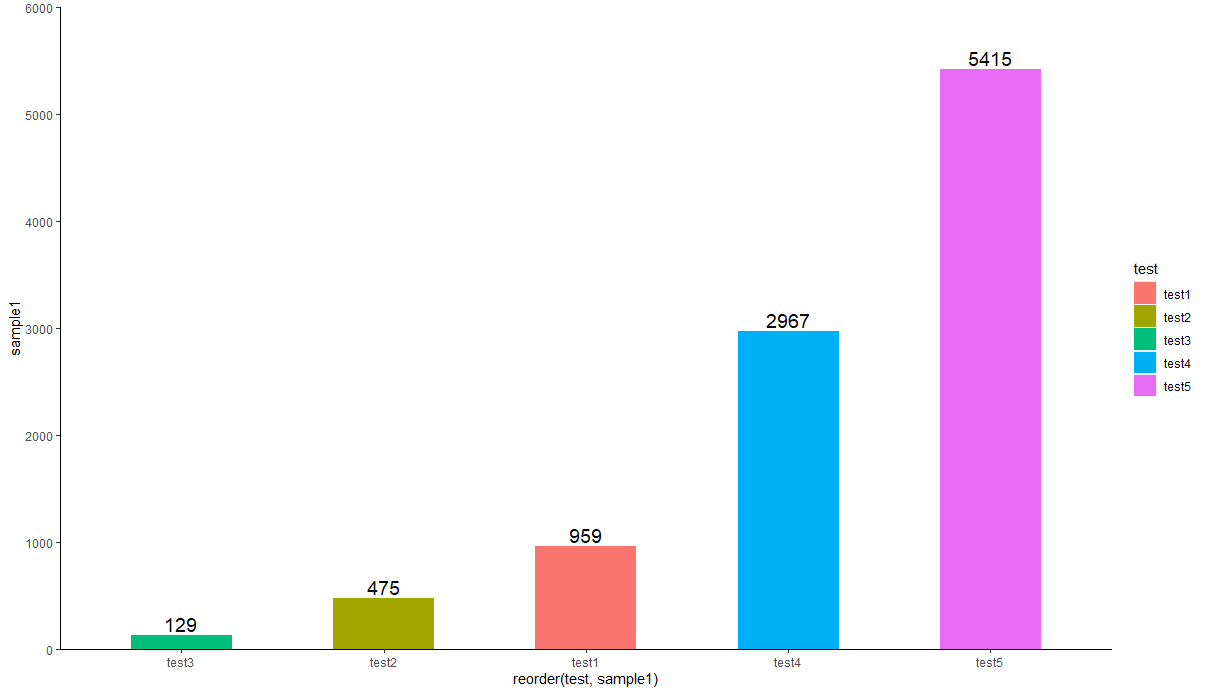 6000
5000
4000
3000
2000
1000
0
sample1
129
475
959
2967
5415
test3
test2
test1
test4
test5
reorder(test, sample1)
test
test1
test2
test3
test4
test5